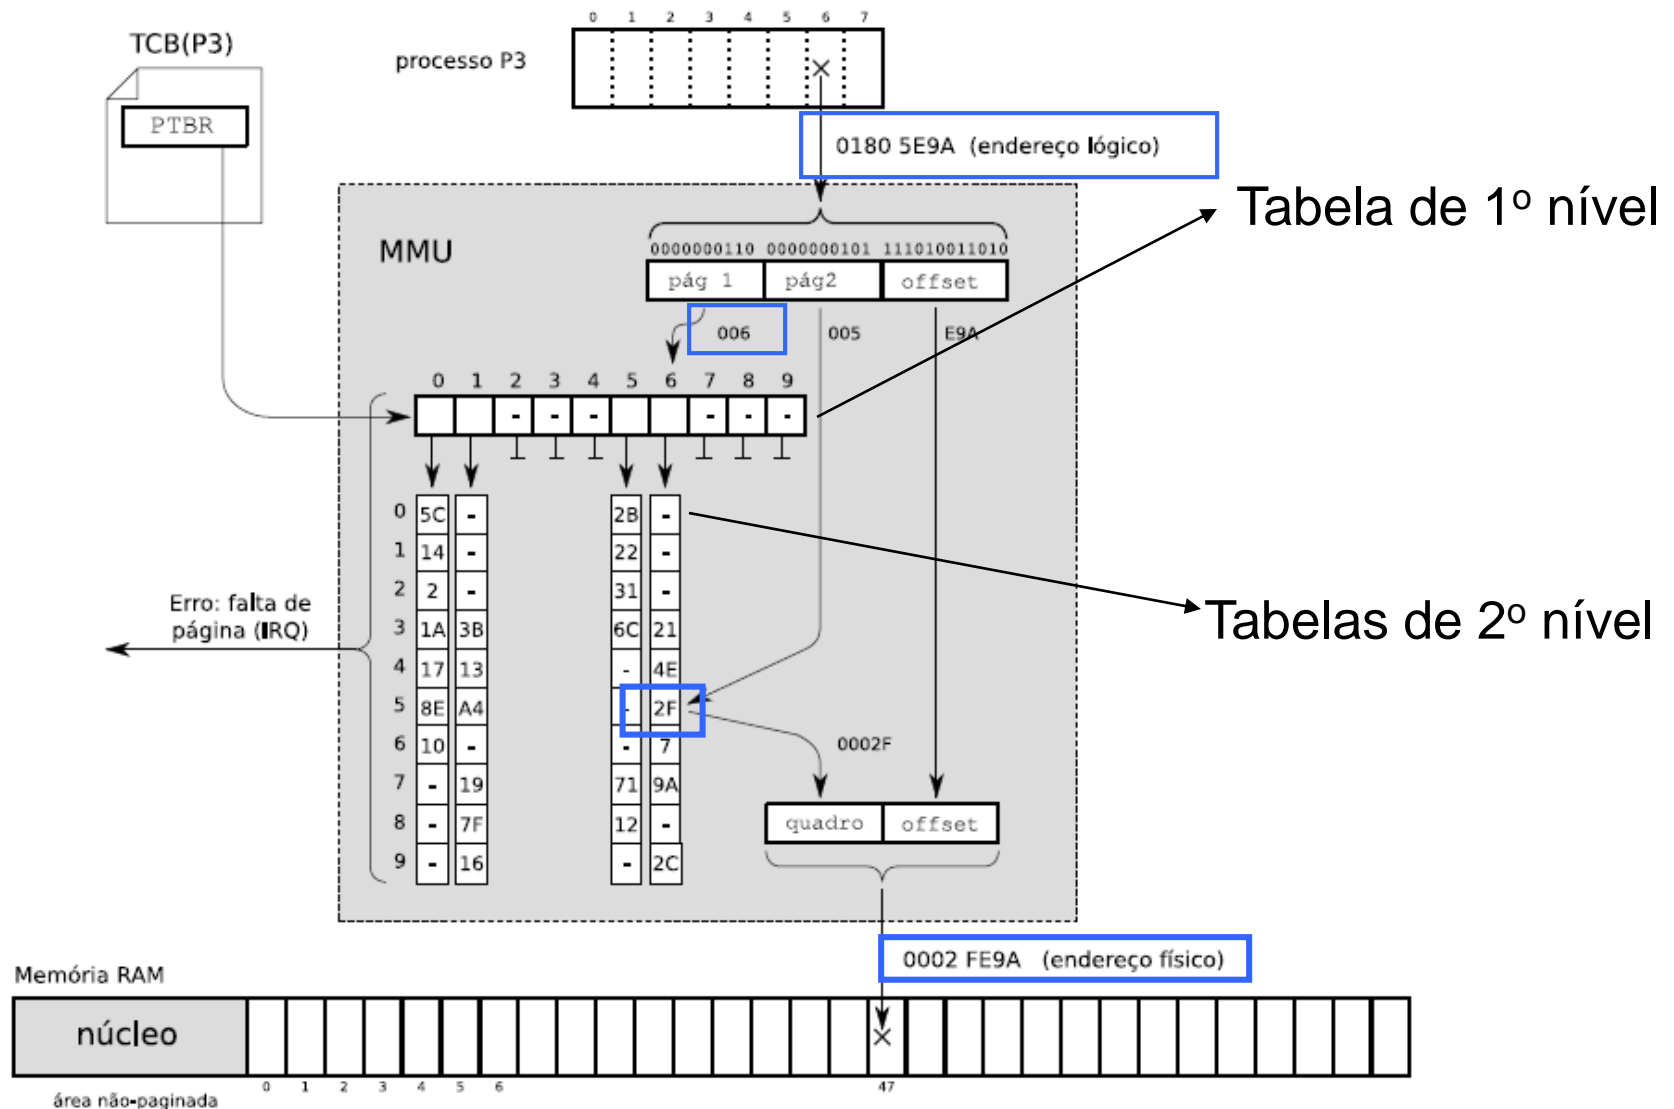 0 1 2 3 4 5 6 7
TCB(P3)
processo P3
PTBR
0180 5E9A (endereço lógico)
Tabela de 1º nível
MMU
0000000110 0000000101 111010011010
pág 1 pág2 offset
006 005 E9A
0 1 2 3 4 5 6 7 8 9
- - - - - -
0 5C - 2B -
1 14 - 22 -
2 2 - 31 -
Erro: falta de
página (IRQ)
3 1A 3B 6C 21
Tabelas de 2º nível
4 17 13 - 4E
5 8E A4 - 2F
6 10 - - 7
0002F
7 - 19 71 9A
8 - 7F 12 -
quadro offset
9 - 16 - 2C
0002 FE9A (endereço físico)
Memória RAM
núcleo
0 1 2 3 4 5 6 47
área não-paginada